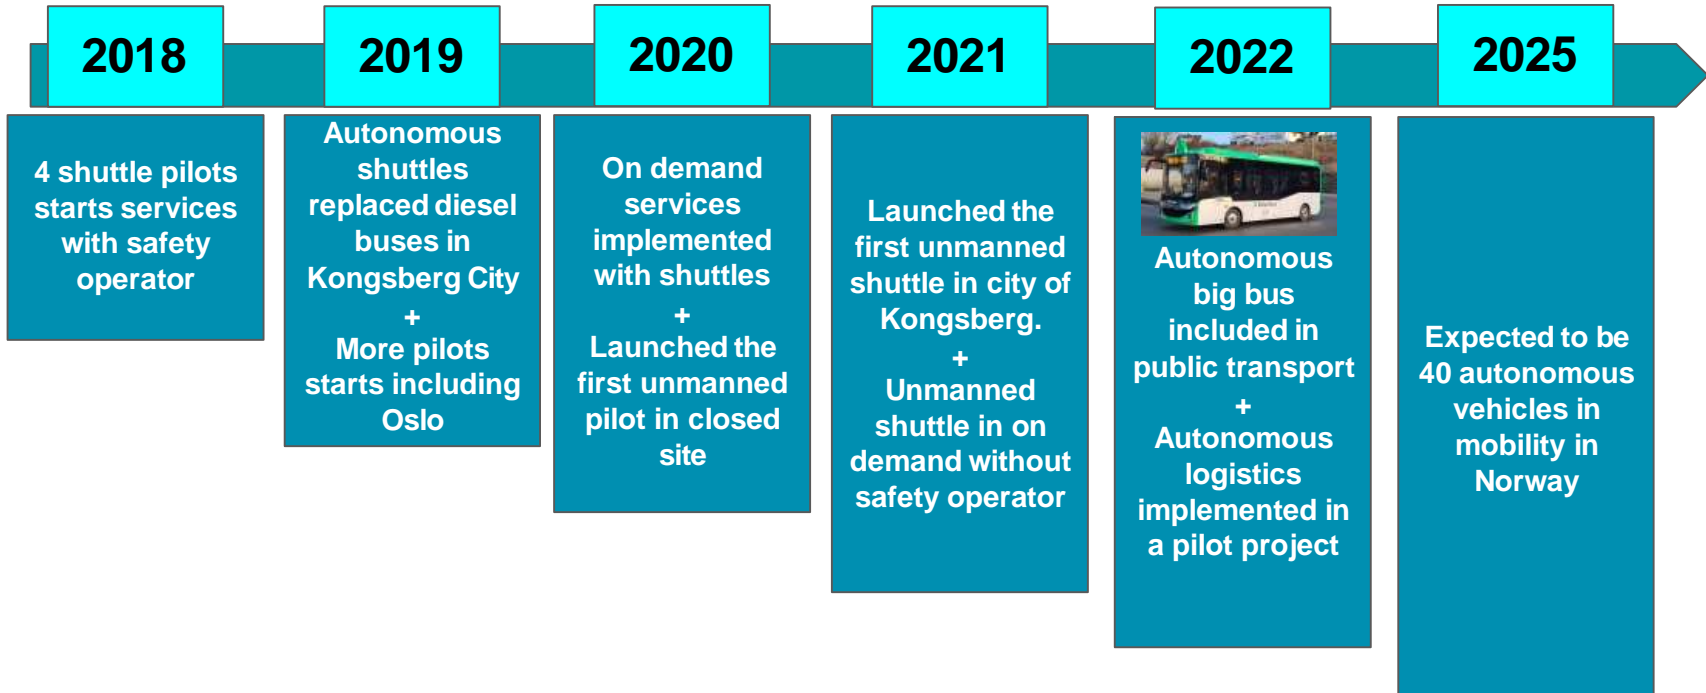 2018
2019
2020
2021
2022
2025
4 shuttle pilots
starts services
with safety
operator
Autonomous
shuttles
replaced diesel
buses in
Kongsberg City
+
More pilots
starts including
Oslo
On demand
services
implemented
with shuttles
+
Launched the
first unmanned
pilot in closed
site
Launched the
first unmanned
shuttle in city of
Kongsberg.
+
Unmanned
shuttle in on
demand without
safety operator
Autonomous
big bus
included in
public transport
+
Autonomous
logistics
implemented in
a pilot project
Expected to be
40 autonomous
vehicles in
mobility in
Norway